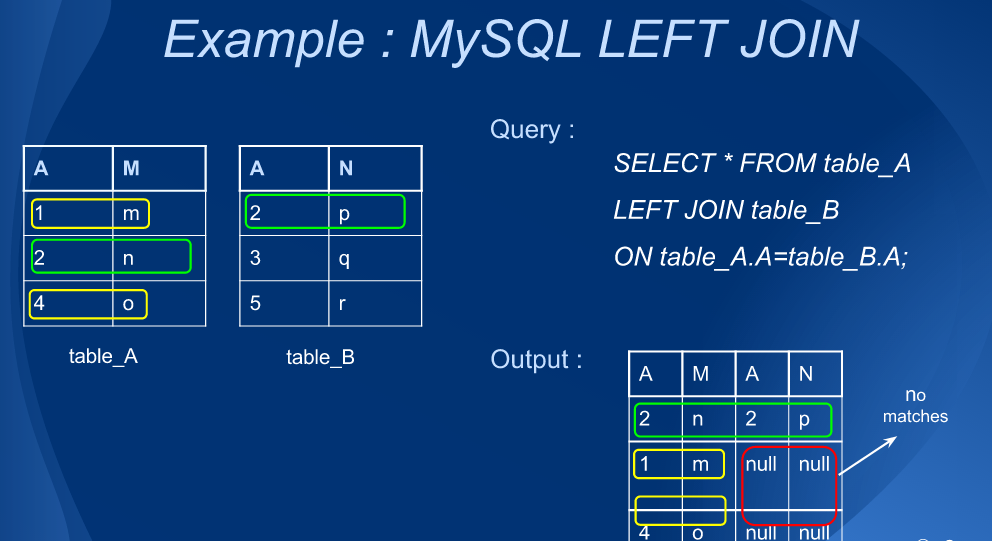 Example : MySQL LEFT JOIN
Query :
SELECT * FROM table_A
LEFT JOIN table_B
ON table_A.A=table_B.A;
A M
1 m
2 n
4 o
table_A
A N
2 p
3 q
5 r
table_B
Output :
A M A N
2 n 2 p
1 m null null
4 o null null
no
matches